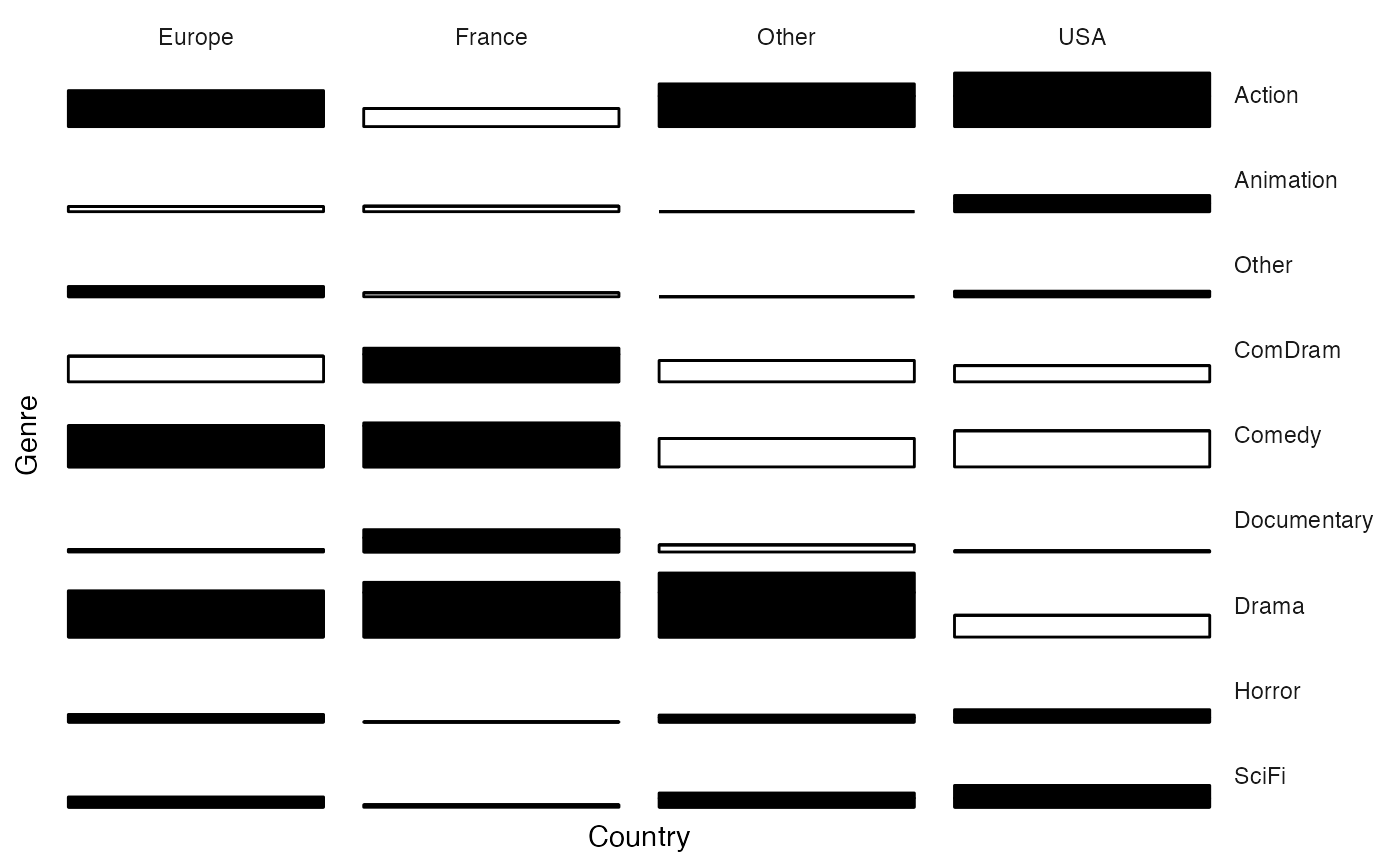 Europe France Other USA
Action
Animation
Other
ComDram
Comedy
Documentary
Drama
Horror
SciFi
Genre
Country